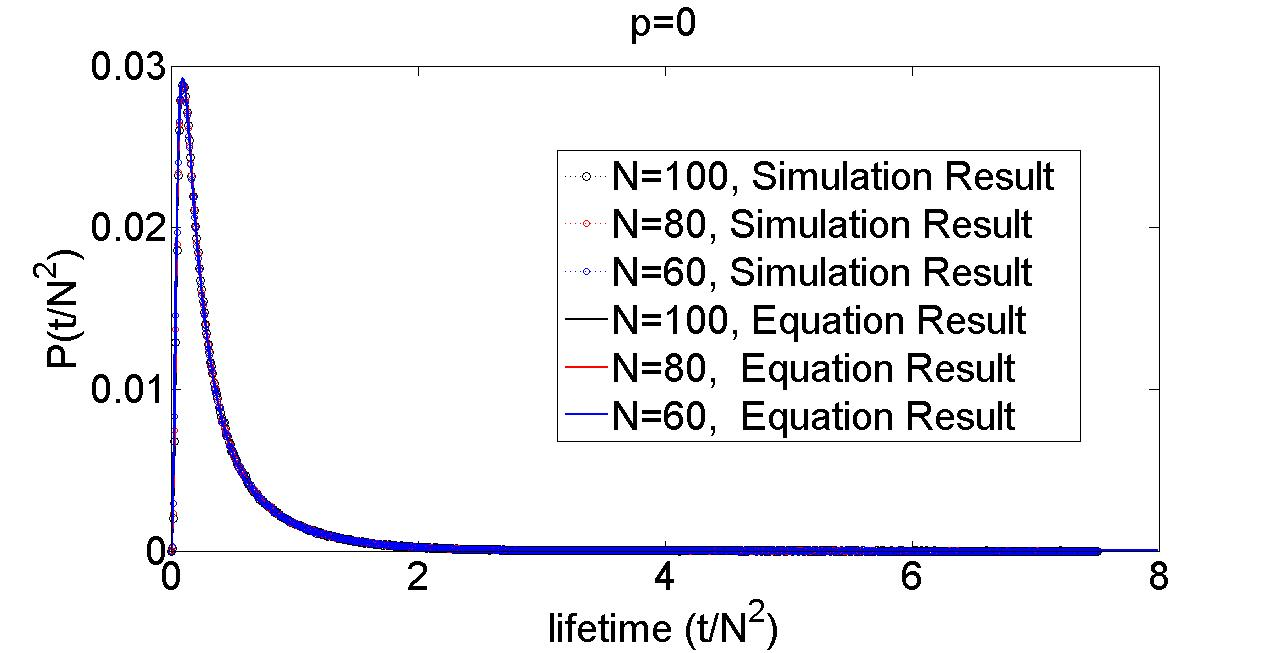 p=0
0.03
0.02
0.01
0
P(t/N²)
N=100, Simulation Result
N=80, Simulation Result
N=60, Simulation Result
N=100, Equation Result
N=80,  Equation Result
N=60,  Equation Result
0 2 4 6 8
lifetime (t/N²)